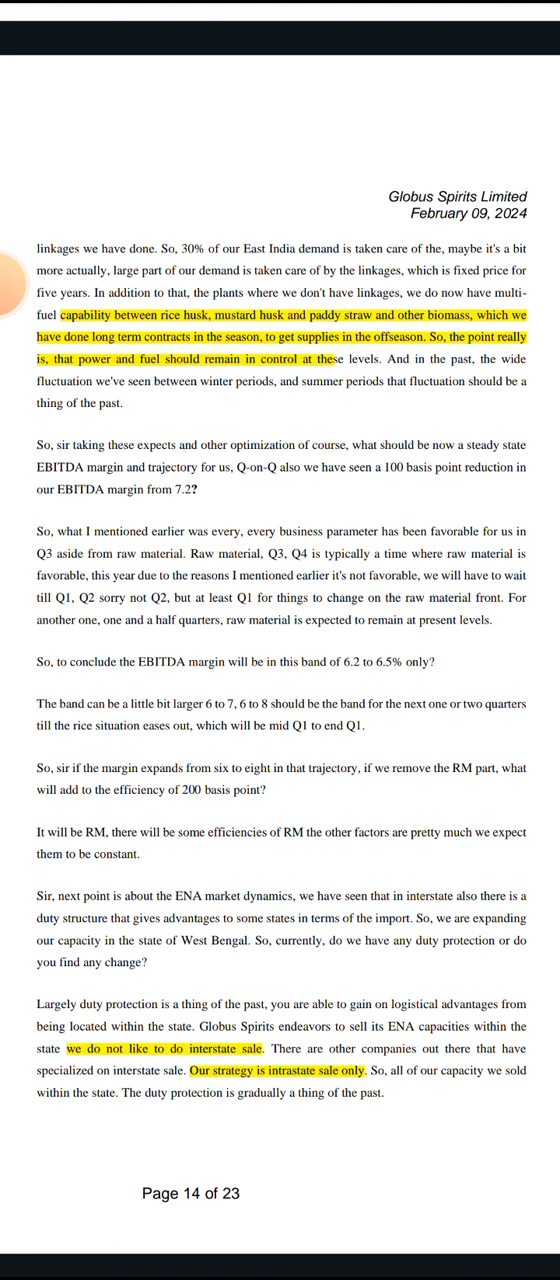 Globus Spirits Limited
February 09, 2024
linkages we have done. So, 30% of our East India demand is taken care of the, maybe it's a bit
more actually, large part of our demand is taken care of by the linkages, which is fixed price for
five years. In addition to that, the plants where we don't have linkages, we do now have multi-
fuel capability between rice husk, mustard husk and paddy straw and other biomass, which we
have done long term contracts in the season, to get supplies in the offseason. So, the point really
is, that power and fuel should remain in control at these levels. And in the past, the wide
fluctuation we've seen between winter periods, and summer periods that fluctuation should be a
thing of the past.
So, sir taking these expects and other optimization of course, what should be now a steady state
EBITDA margin and trajectory for us, Q-on-Q also we have seen a 100 basis point reduction in
our EBITDA margin from 7.2?
So, what I mentioned earlier was every, every business parameter has been favorable for us in
Q3 aside from raw material. Raw material, Q3, Q4 is typically a time where raw material is
favorable, this year due to the reasons I mentioned earlier it's not favorable, we will have to wait
till Q1, Q2 sorry not Q2, but at least Q1 for things to change on the raw material front. For
another one, one and a half quarters, raw material is expected to remain at present levels.
So, to conclude the EBITDA margin will be in this band of 6.2 to 6.5% only?
The band can be a little bit larger 6 to 7, 6 to 8 should be the band for the next one or two quarters
till the rice situation eases out, which will be mid Q1 to end Q1.
So, sir if the margin expands from six to eight in that trajectory, if we remove the RM part, what
will add to the efficiency of 200 basis point?
It will be RM, there will be some efficiencies of RM the other factors are pretty much we expect
them to be constant.
Sir, next point is about the ENA market dynamics, we have seen that in interstate also there is a
duty structure that gives advantages to some states in terms of the import. So, we are expanding
our capacity in the state of West Bengal. So, currently, do we have any duty protection or do
you find any change?
Largely duty protection is a thing of the past, you are able to gain on logistical advantages from
being located within the state. Globus Spirits endeavors to sell its ENA capacities within the
state we do not like to do interstate sale. There are other companies out there that have
specialized on interstate sale. Our strategy is intrastate sale only. So, all of our capacity we sold
within the state. The duty protection is gradually a thing of the past.
Page 14 of 23